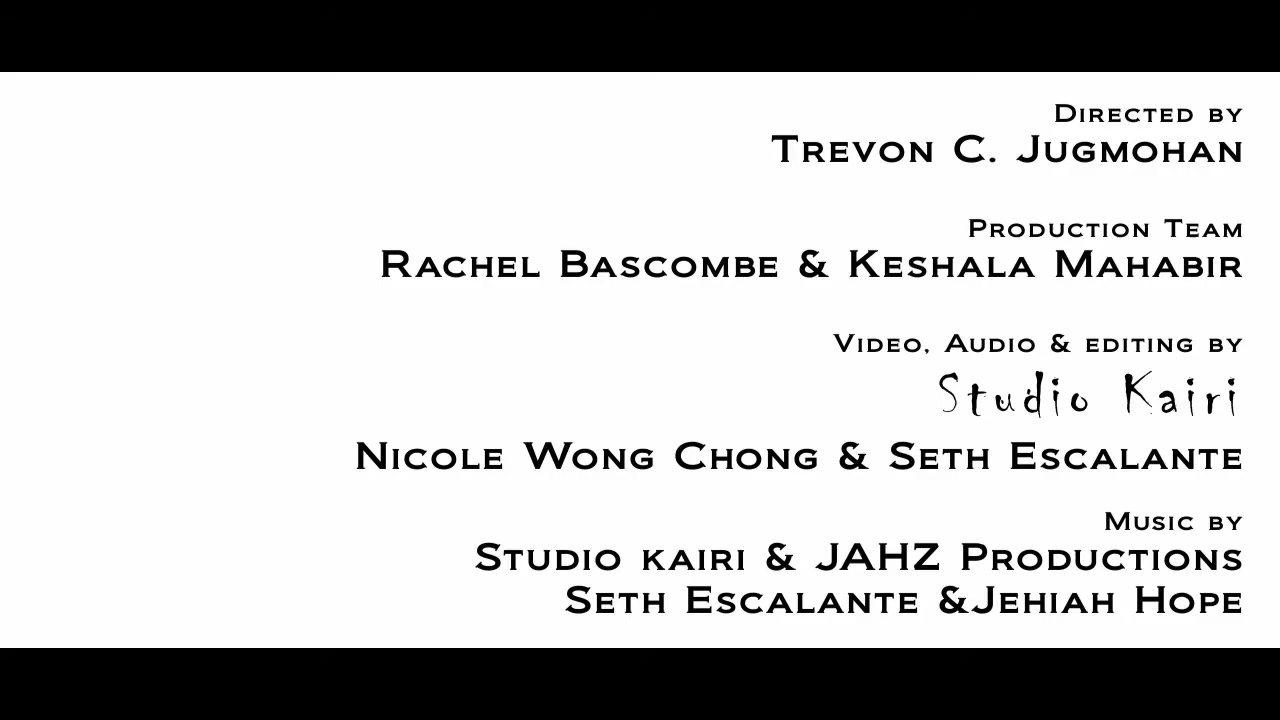 Directed by
Trevon C. Jugmohan
Production Team
Rachel Bascombe & Keshala Mahabir
Video, Audio & editing by
Studio Kairi
Nicole Wong Chong & Seth Escalante
Music by
Studio kairi & JAHZ Productions
Seth Escalante &Jehiah Hope